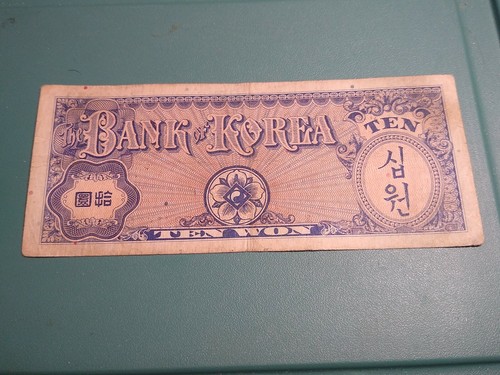 The BANK OF KOREA
TEN
십원
拾圓
TEN WON